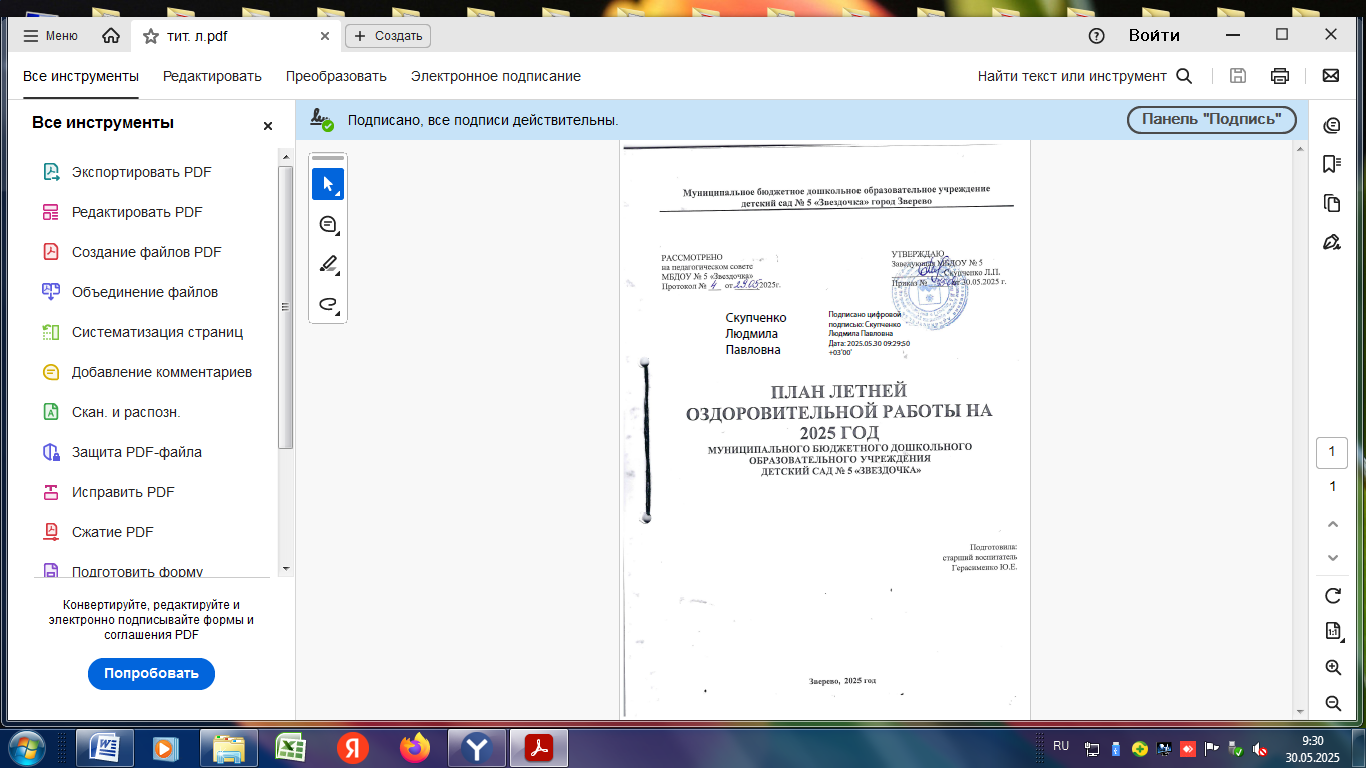 Меню
тит. л.pdf
Создать
Войти
Все инструменты
Редактировать
Преобразовать
Электронное подписание
Найти текст или инструмент
Все инструменты
Подписано, все подписи действительны.
Панель "Подпись"
Экспортировать PDF
Редактировать PDF
Создание файлов PDF
Объединение файлов
Систематизация страниц
Добавление комментариев
Скан. и распозн.
Защита PDF-файла
Исправить PDF
Сжатие PDF
Подготовить форму
Конвертируйте, редактируйте и
электронно подписывайте формы и
соглашения PDF
Попробовать
Муниципальное бюджетное дошкольное образовательное учреждение
детский сад № 5 «Звездочка» город Зверево
РАССМОТРЕНО
на педагогическом совете
МБДОУ № 5 «Звездочка»
Протокол № 4 от 29.05 2025г.
УТВЕРЖДАЮ
Заведующая МБДОУ № 5
Скупченко Л.П.
Приказ № от 30.05.2025 г.
Скупченко
Людмила
Павловна
Подписано цифровой
подписью: Скупченко
Людмила Павловна
Дата: 2025.05.30 09:29:50
+03'00'
ПЛАН ЛЕТНЕЙ
ОЗДОРОВИТЕЛЬНОЙ РАБОТЫ НА
2025 ГОД
МУНИЦИПАЛЬНОГО БЮДЖЕТНОГО ДОШКОЛЬНОГО
ОБРАЗОВАТЕЛЬНОГО УЧРЕЖДЕНИЯ
ДЕТСКИЙ САД № 5 «ЗВЕЗДОЧКА»
Подготовила:
старший воспитатель
Герасименко Ю.Е.
Зверево, 2025 год
1
1
RU
9:30
30.05.2025